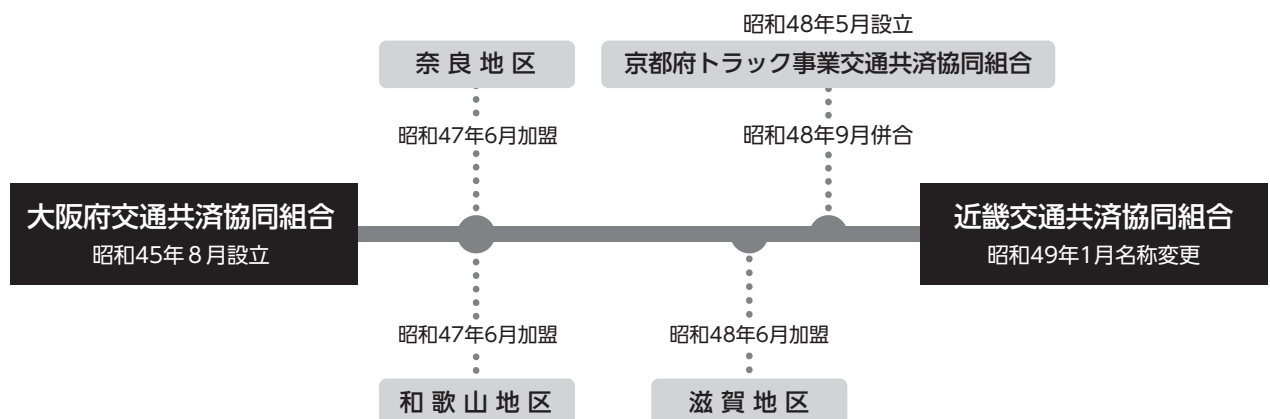 昭和48年5月設立
奈良地区
京都府トラック事業交通共済協同組合
昭和47年6月加盟
昭和48年9月併合
大阪府交通共済協同組合
昭和45年8月設立
近畿交通共済協同組合
昭和49年1月名称変更
昭和47年6月加盟
昭和48年6月加盟
和歌山地区
滋賀地区